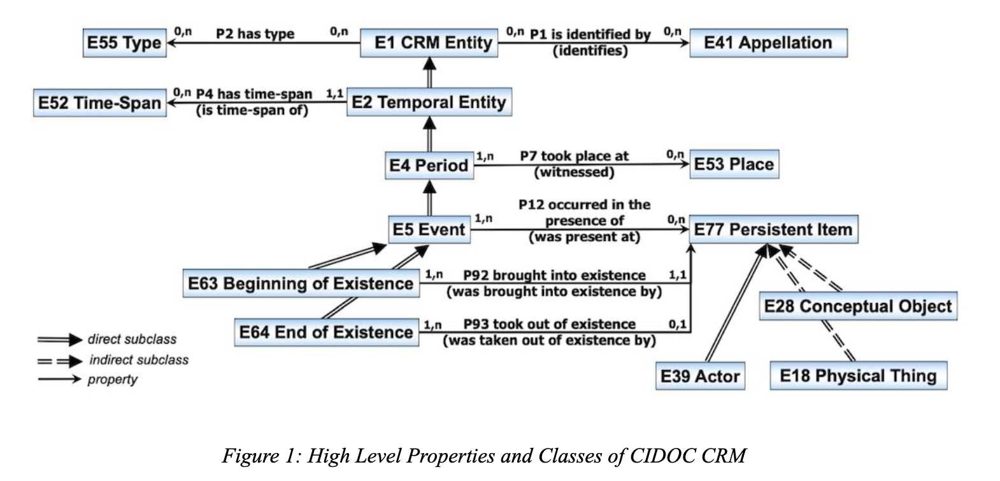 E55 Type
0,n P2 has type 0,n
E1 CRM Entity
0,n P1 is identified by 0,n
(identifies)
E41 Appellation
E52 Time-Span
0,n P4 has time-span 1,1
(is time-span of)
E2 Temporal Entity
E4 Period
1,n P7 took place at 0,n
(witnessed)
E53 Place
E5 Event
P12 occurred in the
1,n presence of 0,n
(was present at)
E77 Persistent Item
E63 Beginning of Existence
1,n P92 brought into existence 1,1
(was brought into existence by)
E28 Conceptual Object
E64 End of Existence
1,n P93 took out of existence 0,1
(was taken out of existence by)
direct subclass
indirect subclass
property
E39 Actor
E18 Physical Thing
Figure 1: High Level Properties and Classes of CIDOC CRM